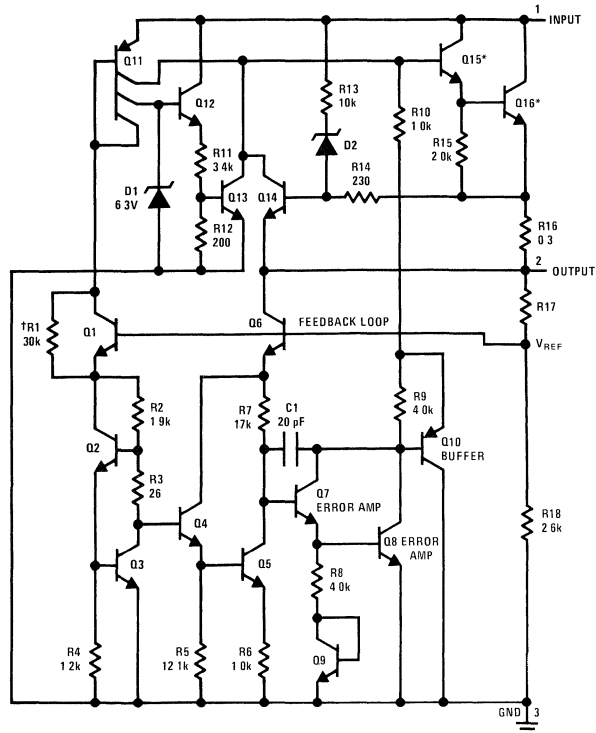 1
INPUT
Q11
Q15*
Q12
Q16*
R13
10k
R10
1 0k
R11
3 4k
D2
R15
2 0k
R14
230
D1
6 3V
Q13
Q14
R12
200
R16
0 3
2
OUTPUT
†R1
30k
Q1
Q6
FEEDBACK LOOP
R17
VREF
R2
1 9k
R7
17k
C1
20 pF
R9
4 0k
Q2
Q10
BUFFER
R3
26
Q7
ERROR AMP
Q4
R18
2 6k
Q8 ERROR
AMP
Q3
Q5
R8
4 0k
R4
1 2k
R5
12 1k
R6
1 0k
Q9
GND
3